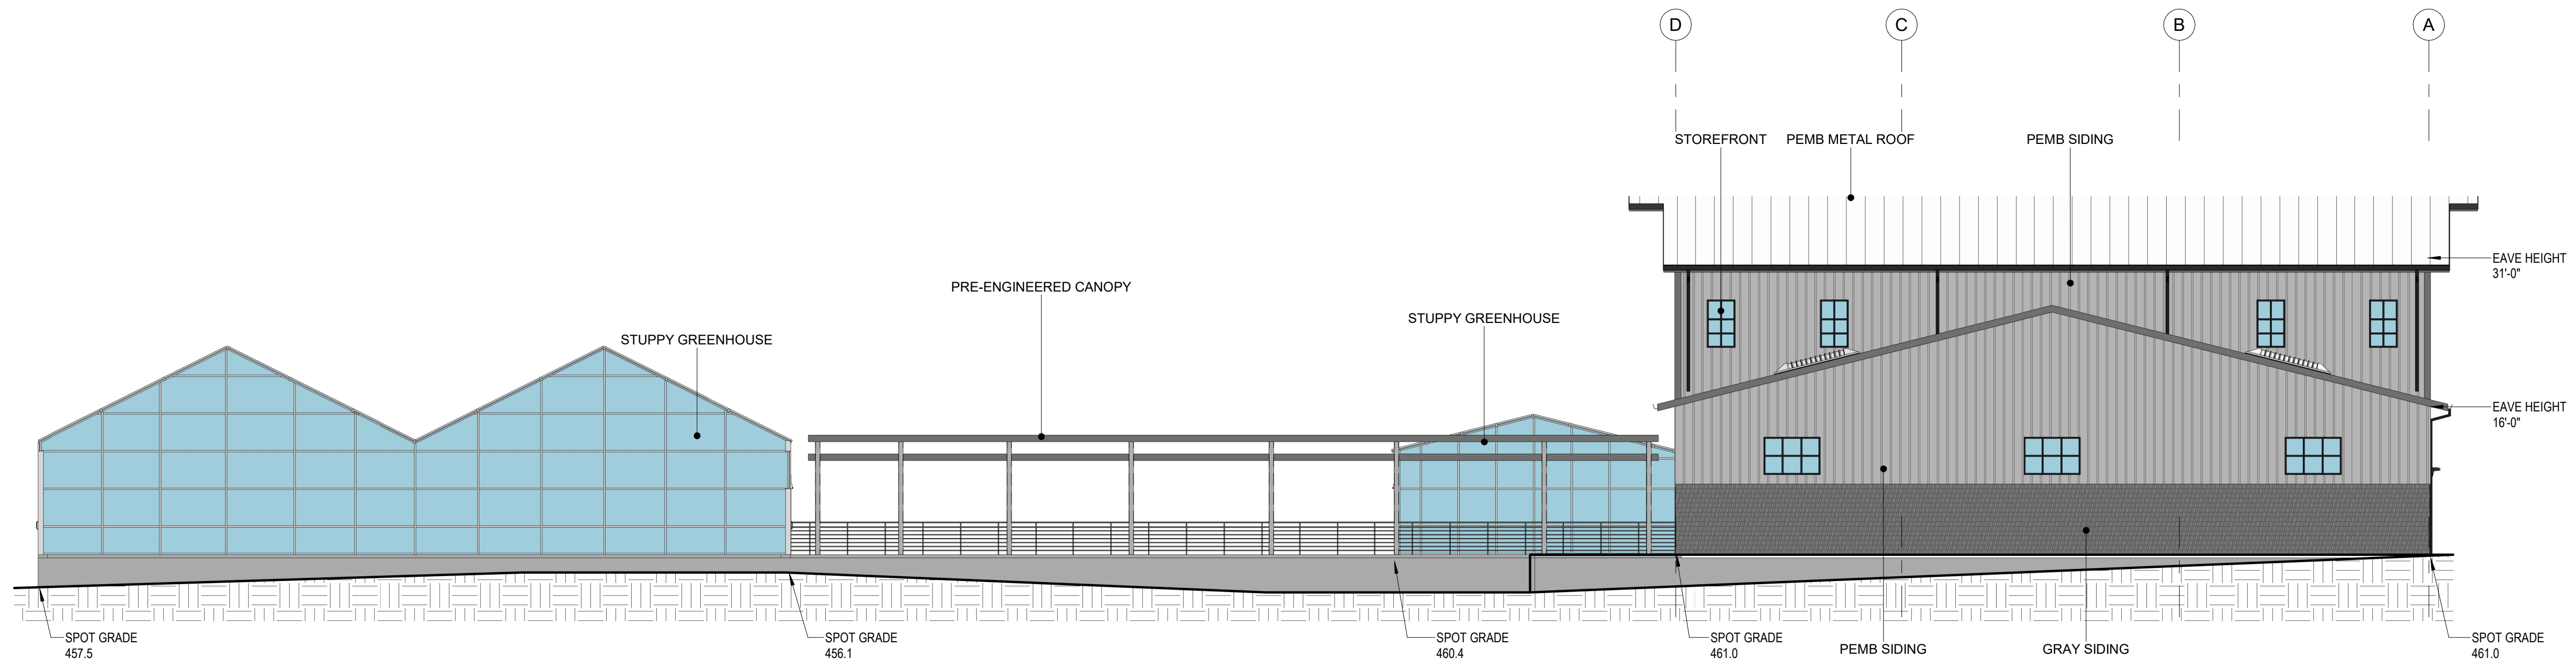 D
C
B
A
STOREFRONT
PEMB METAL ROOF
PEMB SIDING
EAVE HEIGHT
31'-0"
PRE-ENGINEERED CANOPY
STUPPY GREENHOUSE
STUPPY GREENHOUSE
EAVE HEIGHT
16'-0"
SPOT GRADE
457.5
SPOT GRADE
456.1
SPOT GRADE
460.4
SPOT GRADE
461.0
PEMB SIDING
GRAY SIDING
SPOT GRADE
461.0